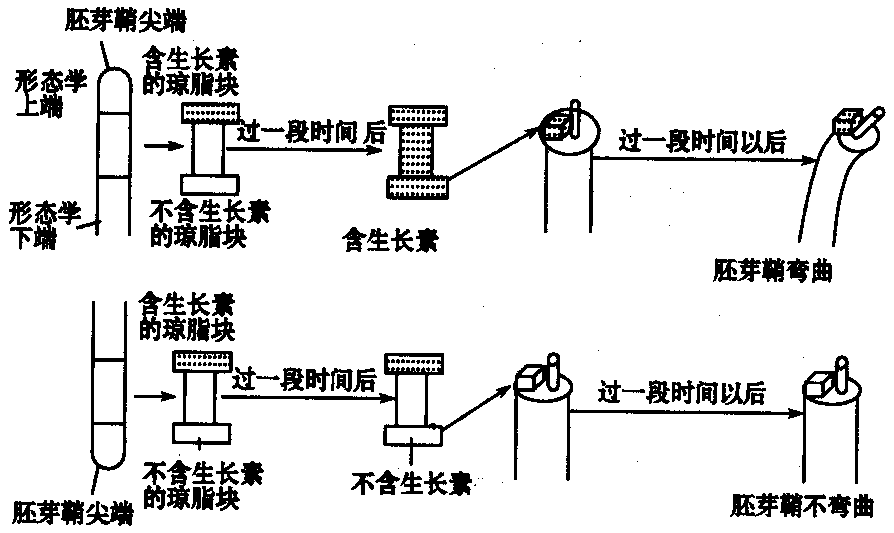 胚芽鞘尖端
含生长素
的琼脂块
形态学
上端
过一段时间后
过一段时间以后
形态学
下端
不含生长素
的琼脂块
含生长素
胚芽鞘弯曲
含生长素
的琼脂块
过一段时间后
过一段时间以后
不含生长素
的琼脂块
不含生长素
胚芽鞘尖端
胚芽鞘不弯曲